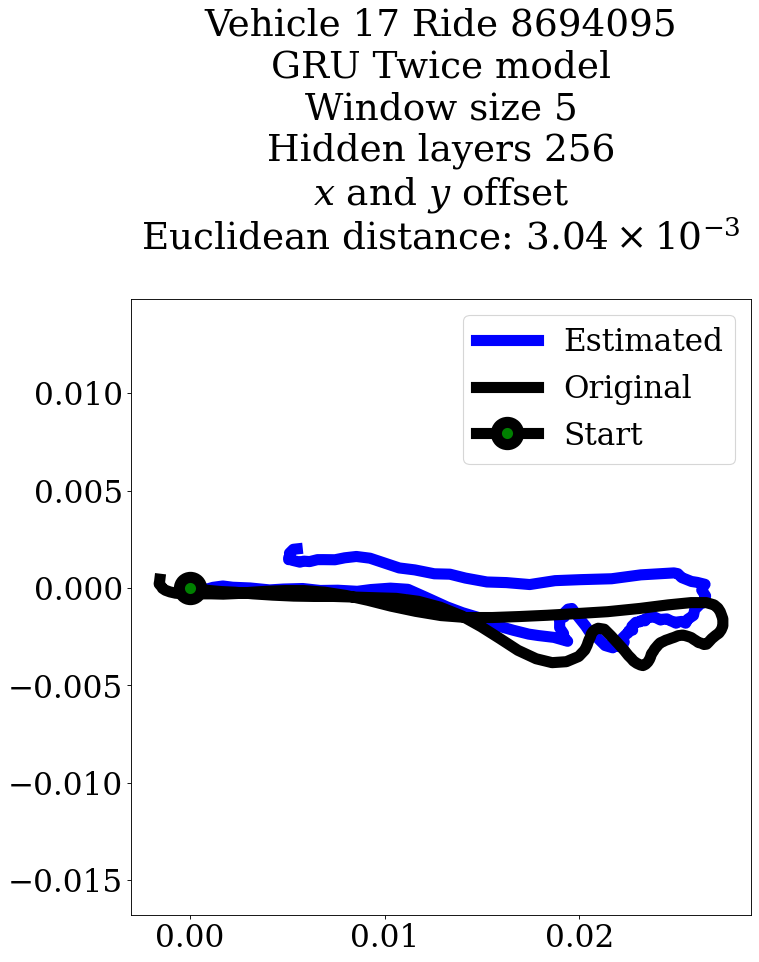 Vehicle 17 Ride 8694095
GRU Twice model
Window size 5
Hidden layers 256
x and y offset
Euclidean distance: 3.04 × 10⁻³
Estimated
Original
Start
0.010
0.005
0.000
−0.005
−0.010
−0.015
0.00 0.01 0.02